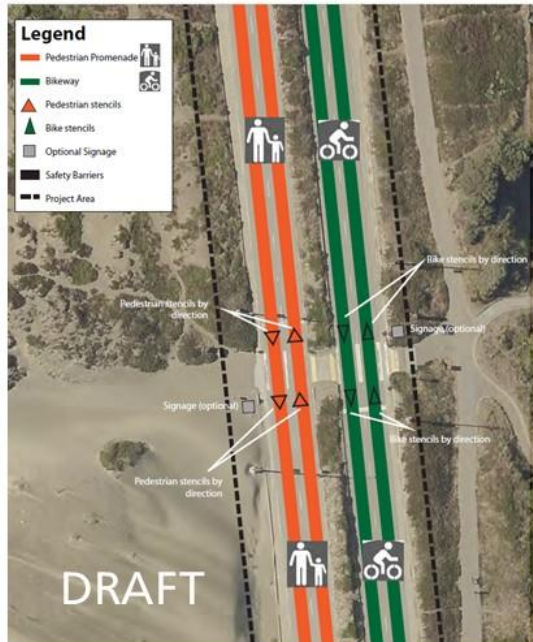 Legend
Pedestrian Promenade
Bikeway
Pedestrian stencils
Bike stencils
Optional Signage
Safety Barriers
Project Area
Bike stencils by direction
Pedestrian stencils by
direction
Signage (optional)
Signage (optional)
Bike stencils by direction
Pedestrian stencils by
direction
DRAFT